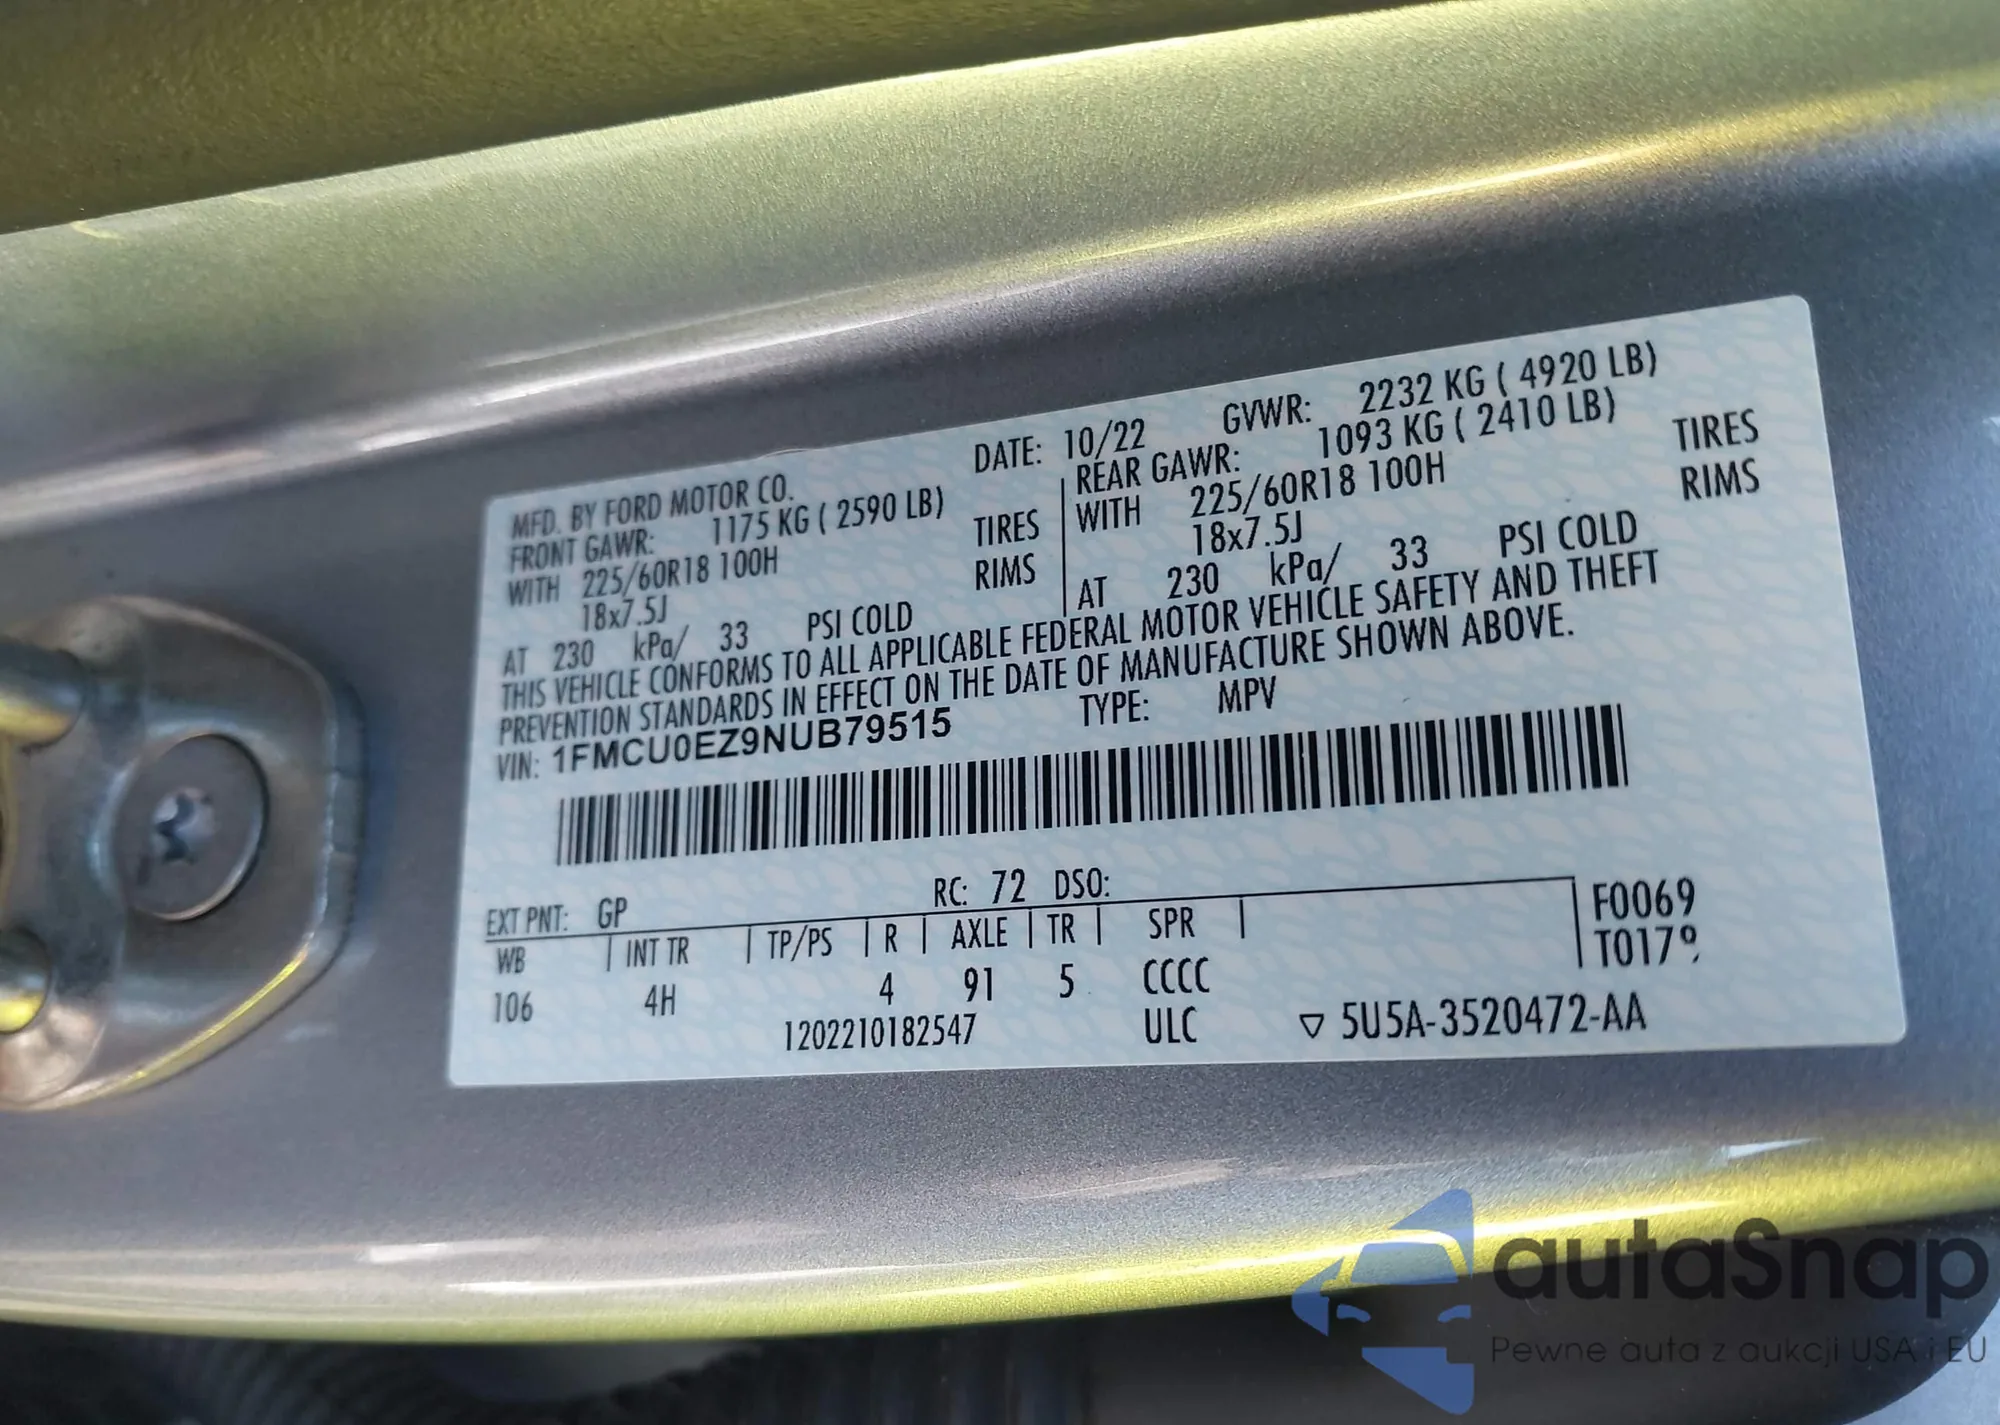 MFD. BY FORD MOTOR CO. DATE: 10/22 GVWR: 2232 KG ( 4920 LB)
FRONT GAWR: 1175 KG ( 2590 LB) REAR GAWR: 1093 KG ( 2410 LB)
WITH 225/60R18 100H TIRES WITH 225/60R18 100H TIRES
18x7.5J RIMS 18x7.5J RIMS
AT 230 kPa/ 33 PSI COLD AT 230 kPa/ 33 PSI COLD
THIS VEHICLE CONFORMS TO ALL APPLICABLE FEDERAL MOTOR VEHICLE SAFETY AND THEFT
PREVENTION STANDARDS IN EFFECT ON THE DATE OF MANUFACTURE SHOWN ABOVE.
VIN: 1FMCU0EZ9NUB79515 TYPE: MPV
EXT PNT: GP RC: 72 DSO: F0069
WB INT TR TP/PS R AXLE TR SPR
106 4H 4 91 5 CCCC
1202210182547 ULC ▽ 5U5A-3520472-AA
autaSnap
Pewne auta z aukcji USA i EU